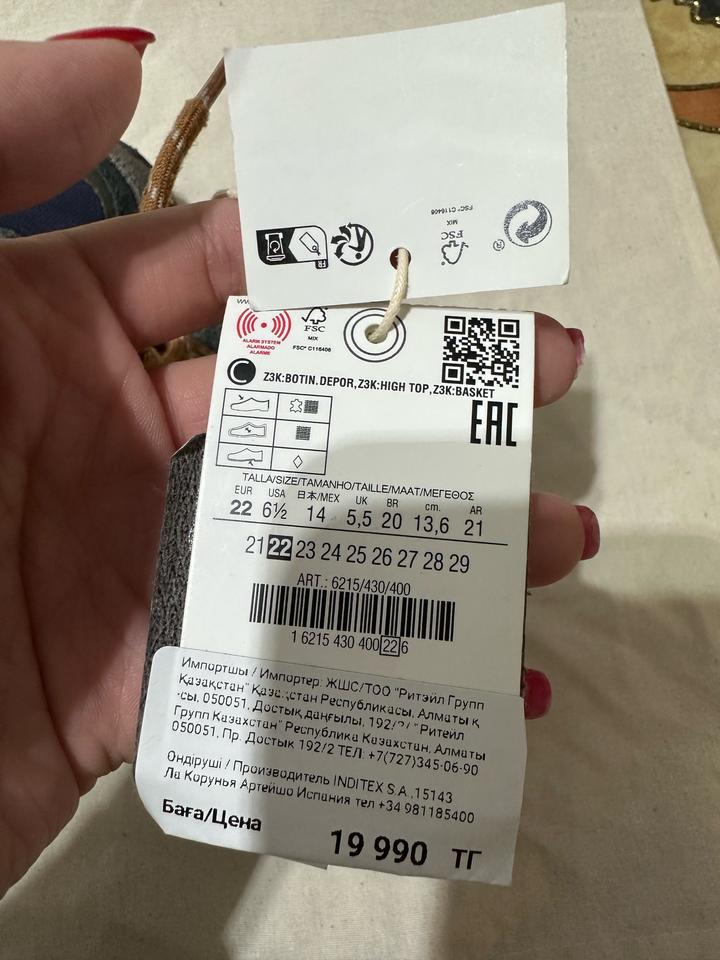 FSC® C116408
MIX
FSC
®
FR
www
ALARM SYSTEM
ALARMADO
ALARME
FSC
MIX
FSC® C116408
Z3K:BOTIN.DEPOR,Z3K:HIGH TOP,Z3K:BASKET
EAC
TALLA/SIZE/TAMANHO/TAILLE/MAAT/ΜΕΓΕΘΟΣ
EUR USA 日本/MEX UK BR cm. AR
22 6½ 14 5,5 20 13,6 21
21 22 23 24 25 26 27 28 29
ART.: 6215/430/400
1 6215 430 400 22 6
Импортшы / Импортер: ЖШС/ТОО "Ритэйл Групп
Қазақстан" Қазақстан Республикасы, Алматы қ
-сы, 050051, Достық даңғылы, 192/2/ "Ритейл
Групп Казахстан" Республика Казахстан, Алматы
050051, Пр. Достык 192/2 ТЕЛ: +7(727)345-06-90
Өндіруші / Производитель INDITEX S.A.,15143
Ла Корунья Артейшо Испания тел +34 981185400
Баға/Цена
19 990 ТГ